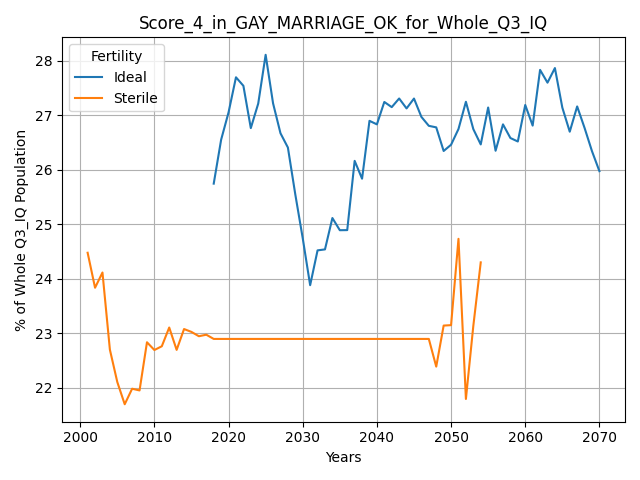 Score_4_in_GAY_MARRIAGE_OK_for_Whole_Q3_IQ
Fertility
Ideal
Sterile
% of Whole Q3_IQ Population
28
27
26
25
24
23
22
2000 2010 2020 2030 2040 2050 2060 2070
Years